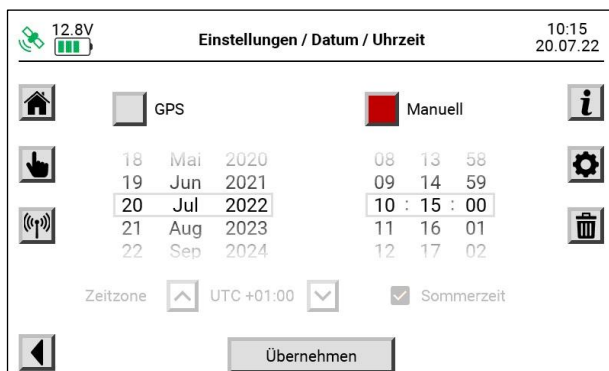 12.8V
Einstellungen / Datum / Uhrzeit
10:15
20.07.22
GPS
Manuell
18 Mai 2020 08 13 58
19 Jun 2021 09 14 59
20 Jul 2022 10 : 15 : 00
21 Aug 2023 11 16 01
22 Sep 2024 12 17 02
Zeitzone UTC +01:00 Sommerzeit
Übernehmen